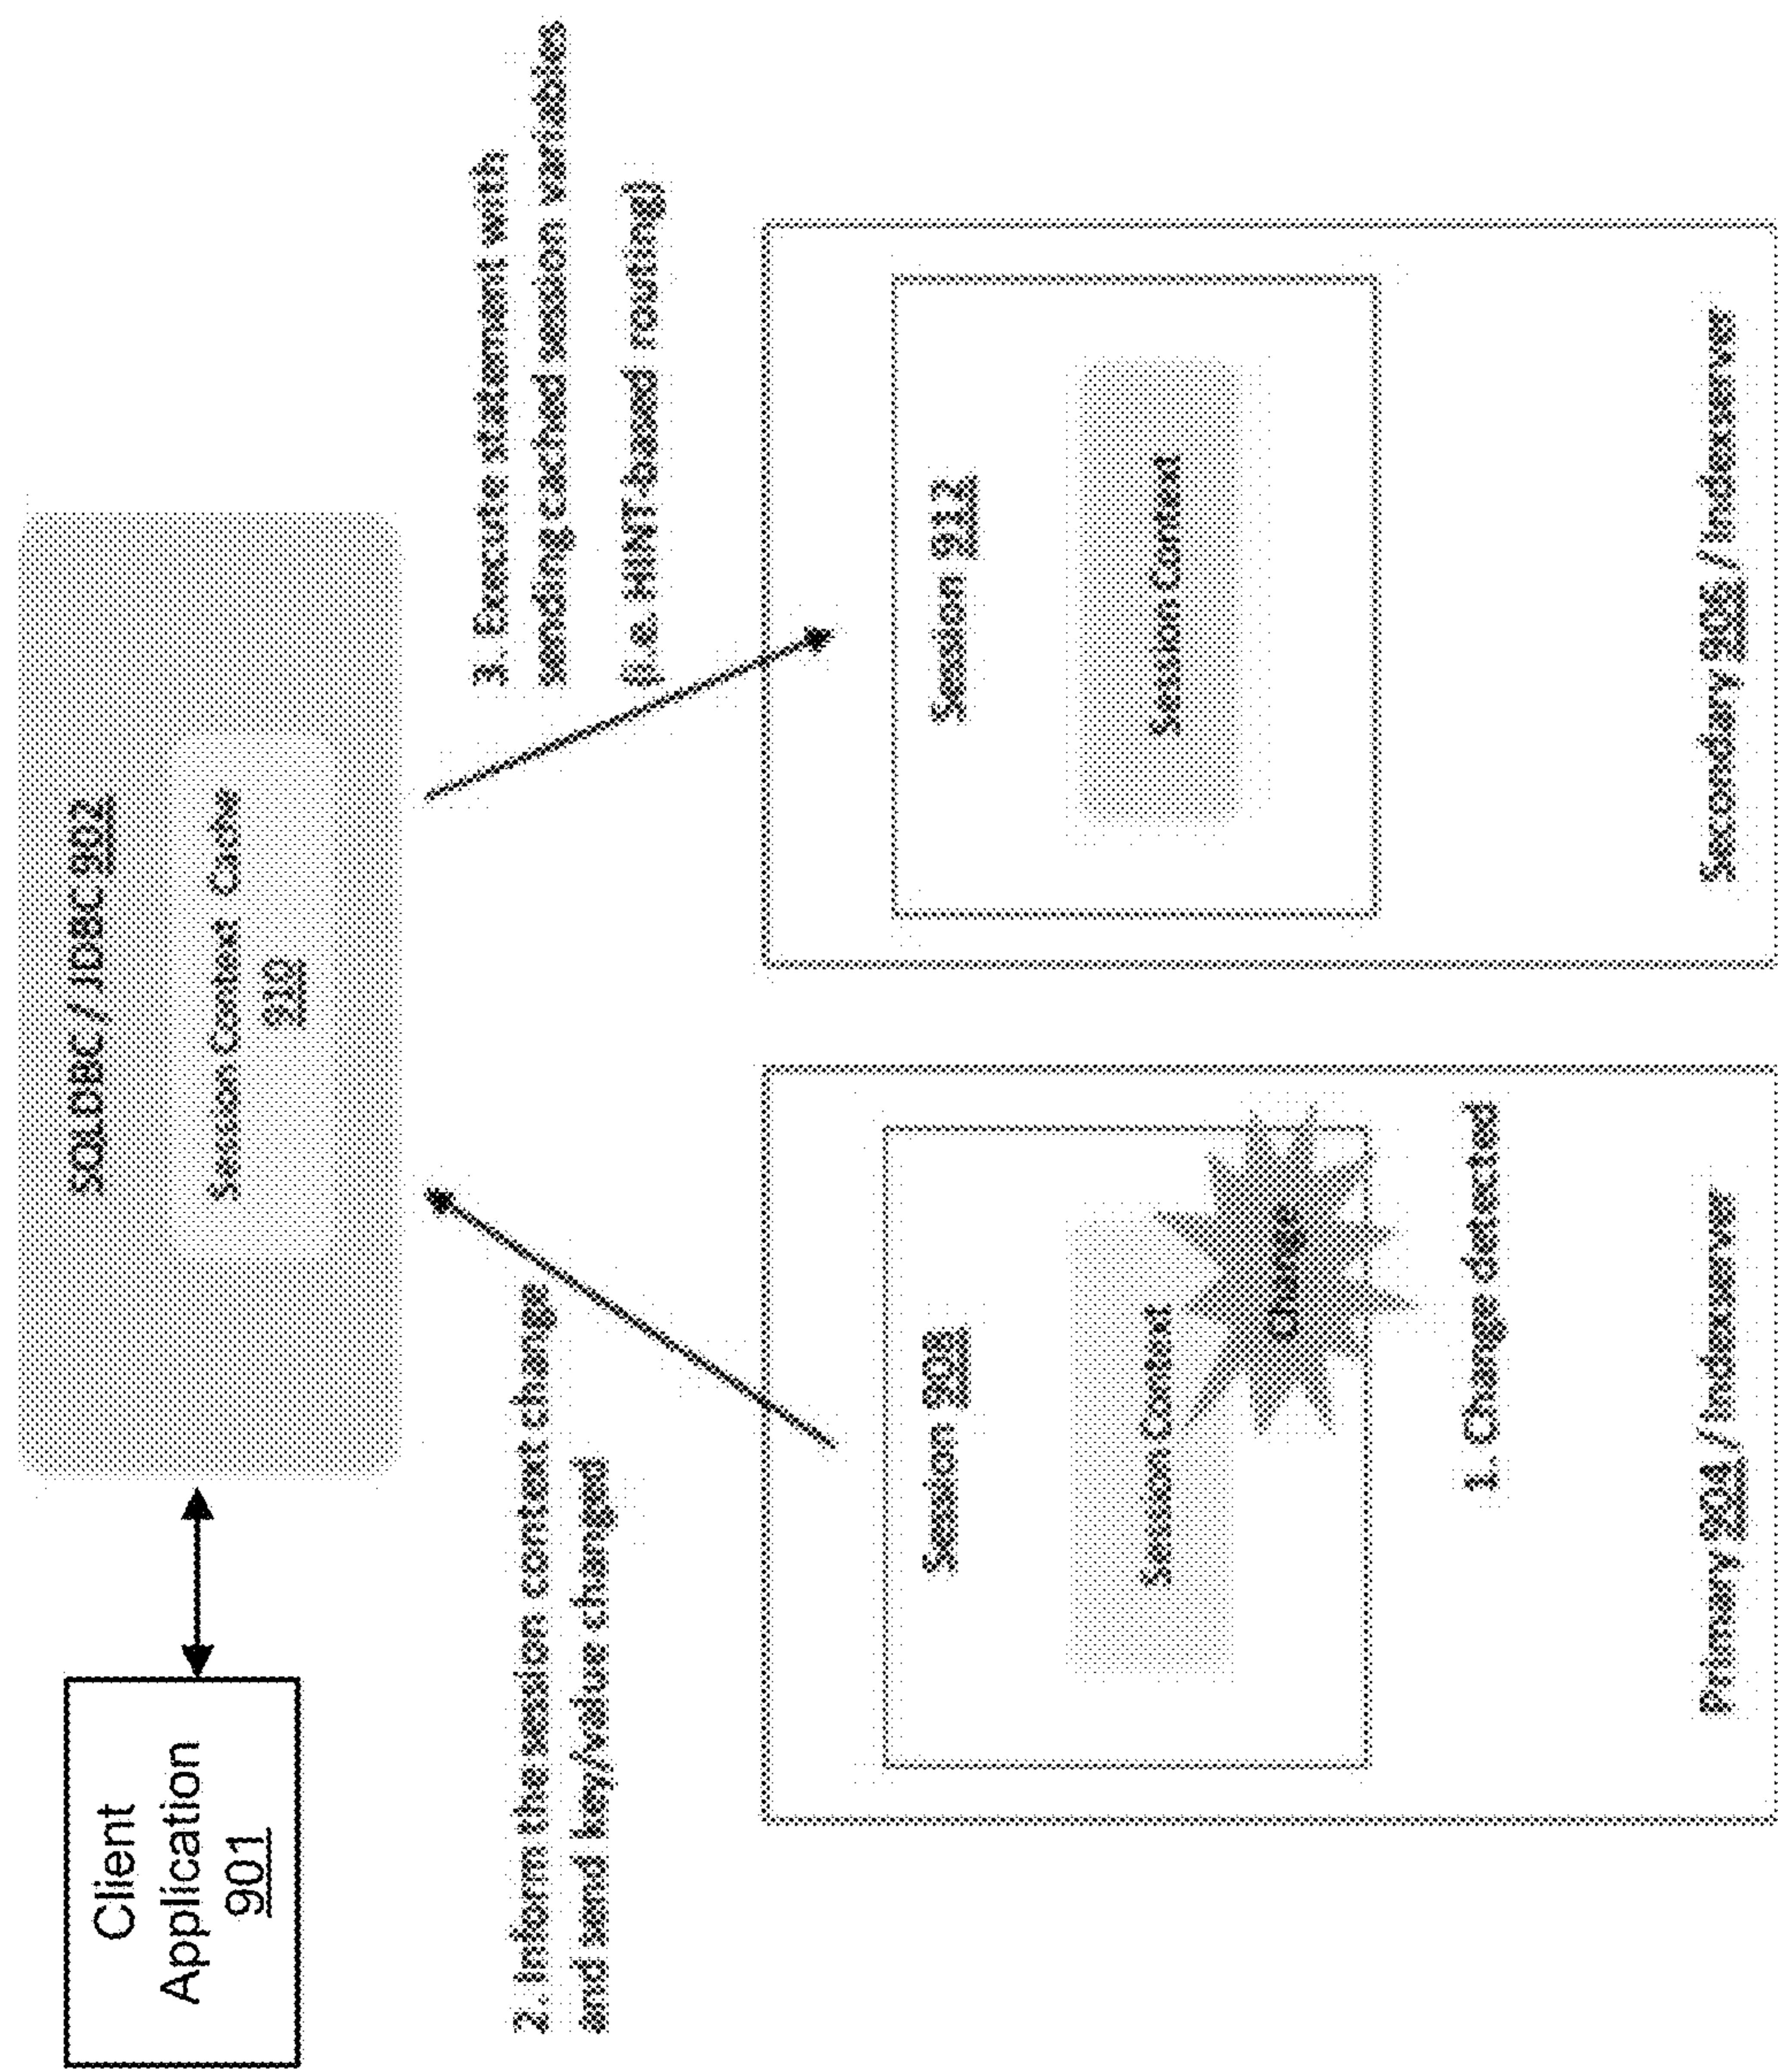 Client
Application
901
SQLDBC / JDBC 902
Session Context Cache
910
2. Inform the session context change
and send key/value changed
3. Execute statement with
sending cached session variables
(i.e. HINT-based routing)
Session 908
Session Context
Change
1. Change detected
Primary 904 / Indexserver
Session 912
Session Context
Secondary 906 / Indexserver